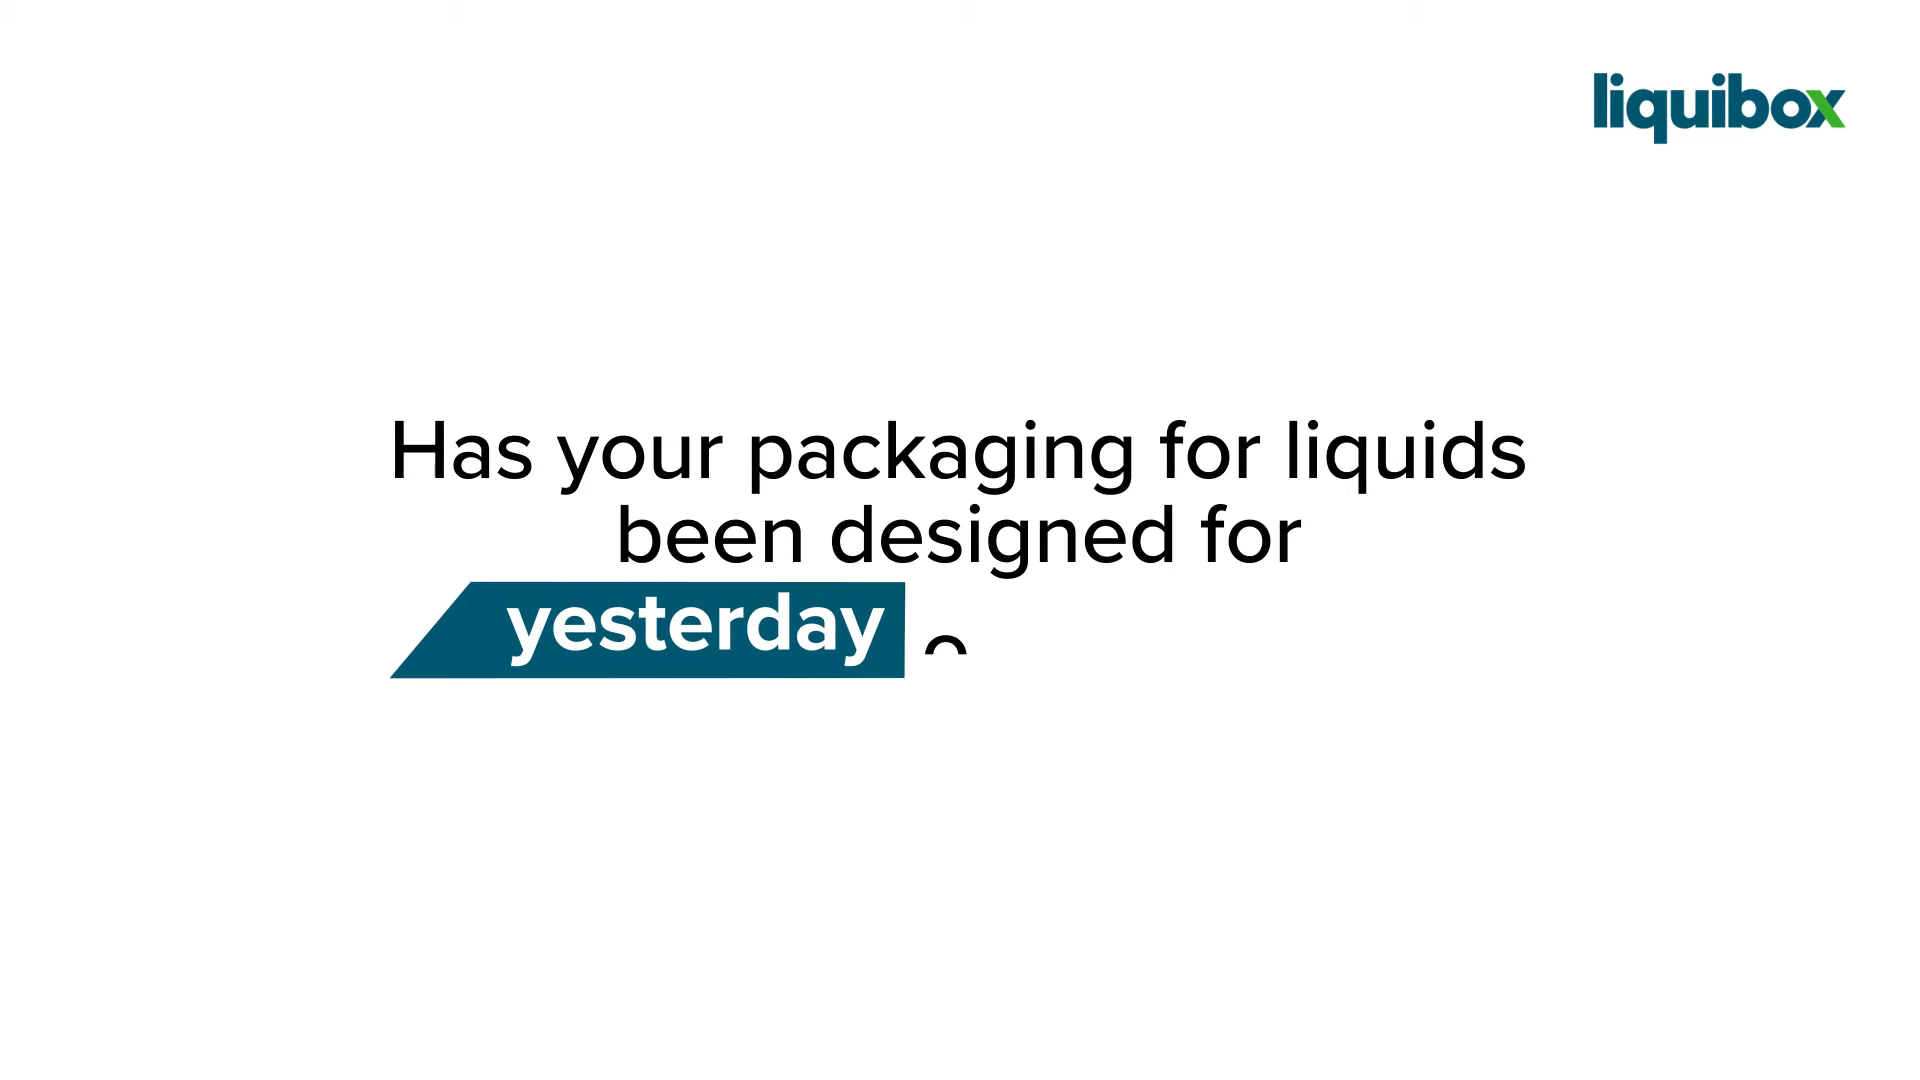 liquibox
Has your packaging for liquids
been designed for
yesterday